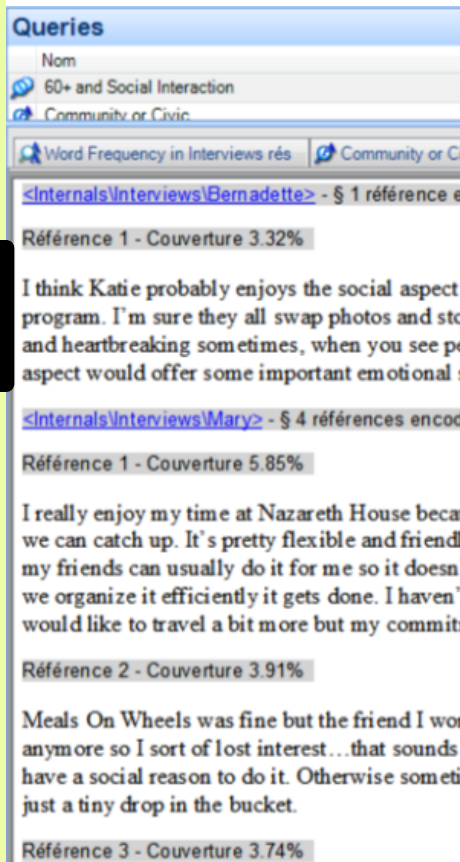 Queries
Nom
60+ and Social Interaction
Community or Civic
Word Frequency in Interviews rés Community or Ci
<Internals\Interviews\Bernadette> - § 1 référence e
Référence 1 - Couverture 3.32%
I think Katie probably enjoys the social aspect
program. I'm sure they all swap photos and sto
and heartbreaking sometimes, when you see pe
aspect would offer some important emotional s
<Internals\Interviews\Mary> - § 4 références encod
Référence 1 - Couverture 5.85%
I really enjoy my time at Nazareth House becau
we can catch up. It's pretty flexible and friendl
my friends can usually do it for me so it doesn
we organize it efficiently it gets done. I haven'
would like to travel a bit more but my commits
Référence 2 - Couverture 3.91%
Meals On Wheels was fine but the friend I wor
anymore so I sort of lost interest…that sounds
have a social reason to do it. Otherwise someti
just a tiny drop in the bucket.
Référence 3 - Couverture 3.74%